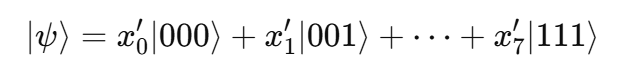 |ψ⟩ = x′₀|000⟩ + x′₁|001⟩ + ⋯ + x′₇|111⟩